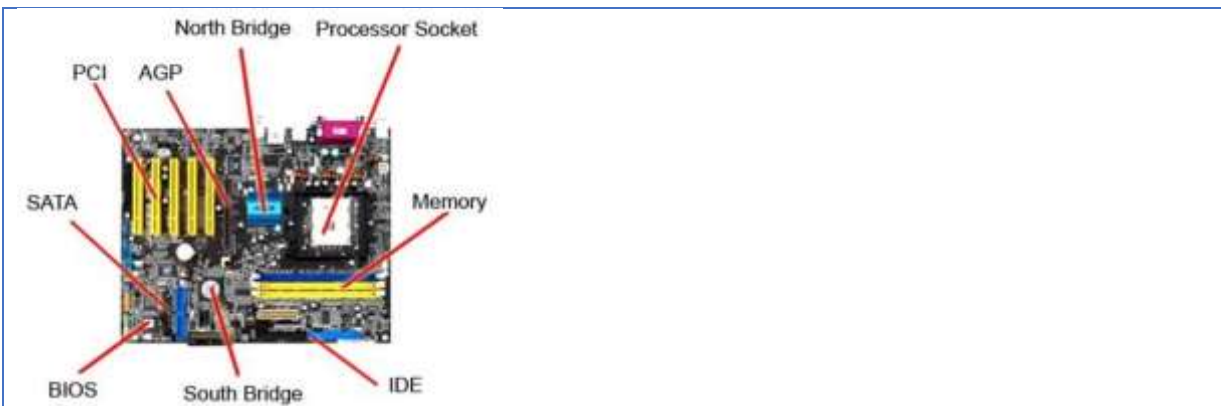 North Bridge Processor Socket
PCI AGP
SATA
Memory
BIOS
South Bridge
IDE